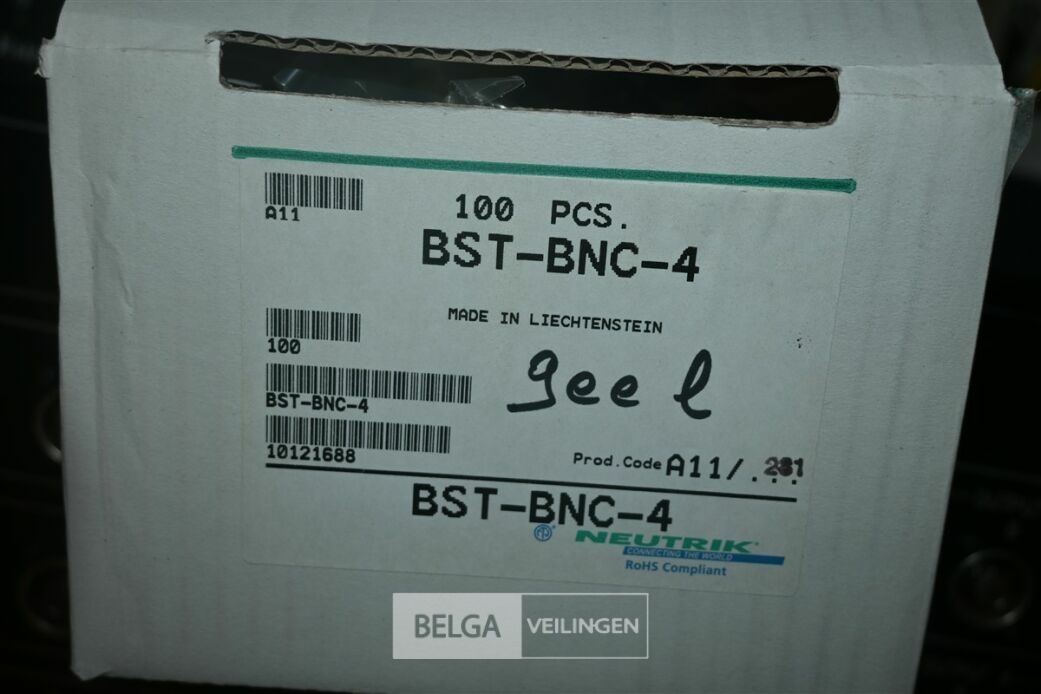 A11
100 PCS.
BST-BNC-4
MADE IN LIECHTENSTEIN
100
geel
BST-BNC-4
10121688
Prod.Code A11/...281
BST-BNC-4
NEUTRIK
CONNECTING THE WORLD
RoHS Compliant
BELGA VEILINGEN